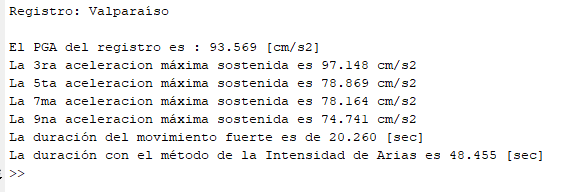 Registro: Valparaíso
El PGA del registro es : 93.569 [cm/s2]
La 3ra aceleracion máxima sostenida es 97.148 cm/s2
La 5ta aceleracion máxima sostenida es 78.869 cm/s2
La 7ma aceleracion máxima sostenida es 78.164 cm/s2
La 9na aceleracion máxima sostenida es 74.741 cm/s2
La duración del movimiento fuerte es de 20.260 [sec]
La duración con el método de la Intensidad de Arias es 48.455 [sec]
>>